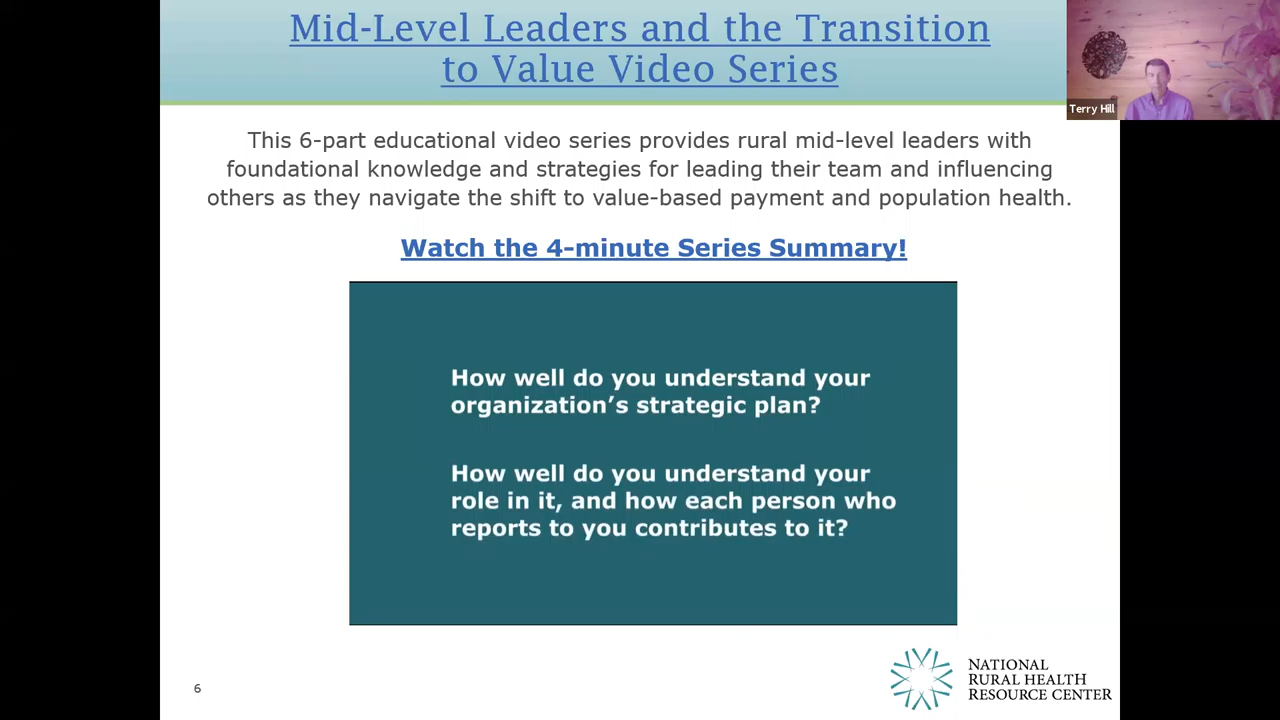 Mid-Level Leaders and the Transition
to Value Video Series
Terry Hill
This 6-part educational video series provides rural mid-level leaders with
foundational knowledge and strategies for leading their team and influencing
others as they navigate the shift to value-based payment and population health.
Watch the 4-minute Series Summary!
How well do you understand your
organization’s strategic plan?
How well do you understand your
role in it, and how each person who
reports to you contributes to it?
6
NATIONAL
RURAL HEALTH
RESOURCE CENTER